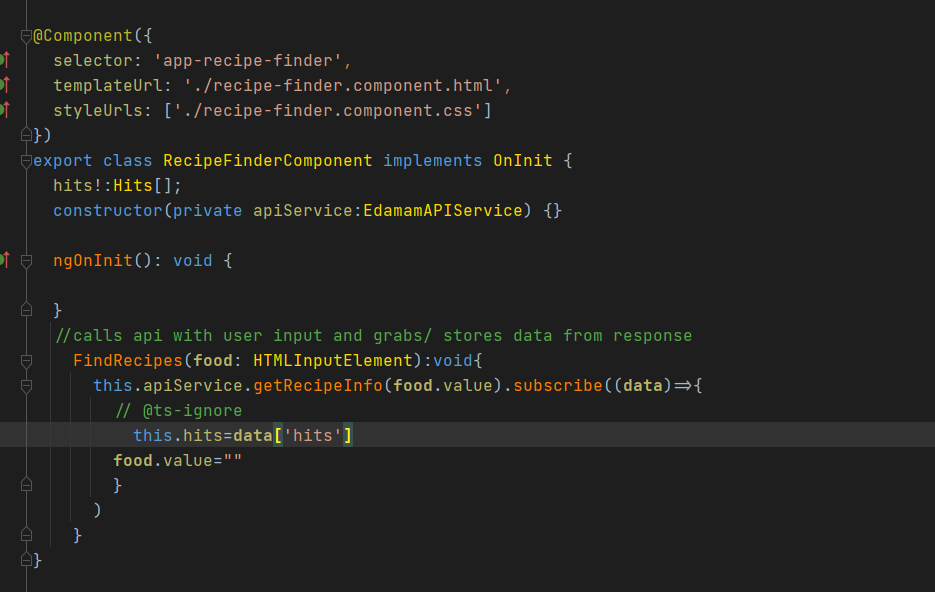 @Component({
selector: 'app-recipe-finder',
templateUrl: './recipe-finder.component.html',
styleUrls: ['./recipe-finder.component.css']
})
export class RecipeFinderComponent implements OnInit {
hits!:Hits[];
constructor(private apiService:EdamamAPIService) {}
ngOnInit(): void {
}
//calls api with user input and grabs/ stores data from response
FindRecipes(food: HTMLInputElement):void{
this.apiService.getRecipeInfo(food.value).subscribe((data)=>{
// @ts-ignore
this.hits=data['hits']
food.value=""
}
)
}
}